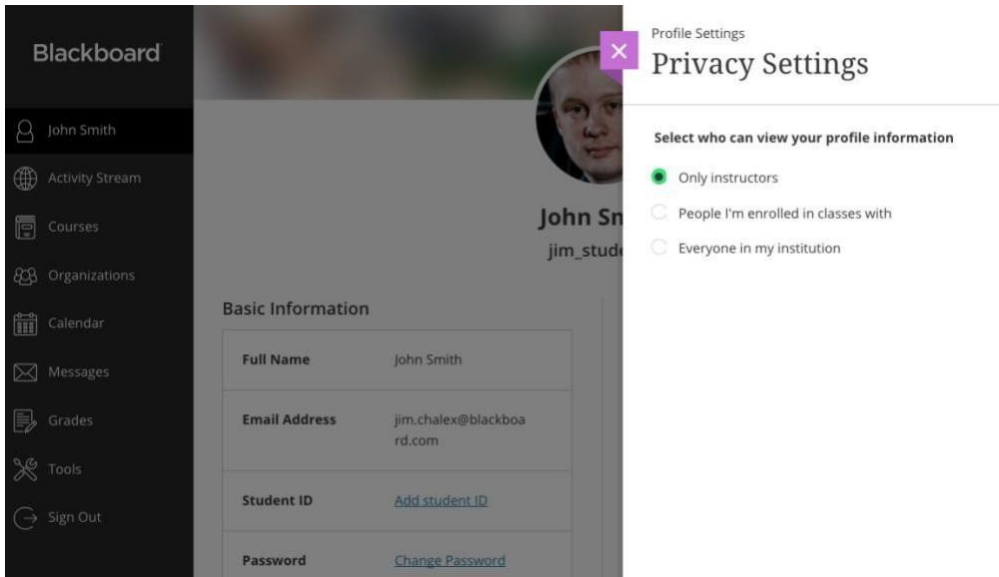 Blackboard
John Smith
Activity Stream
Courses
Organizations
Calendar
Messages
Grades
Tools
Sign Out
John Sm
jim_stude
Basic Information
Full Name John Smith
Email Address jim.chalex@blackboa
rd.com
Student ID Add student ID
Password Change Password
Profile Settings
Privacy Settings
Select who can view your profile information
Only instructors
People I'm enrolled in classes with
Everyone in my institution